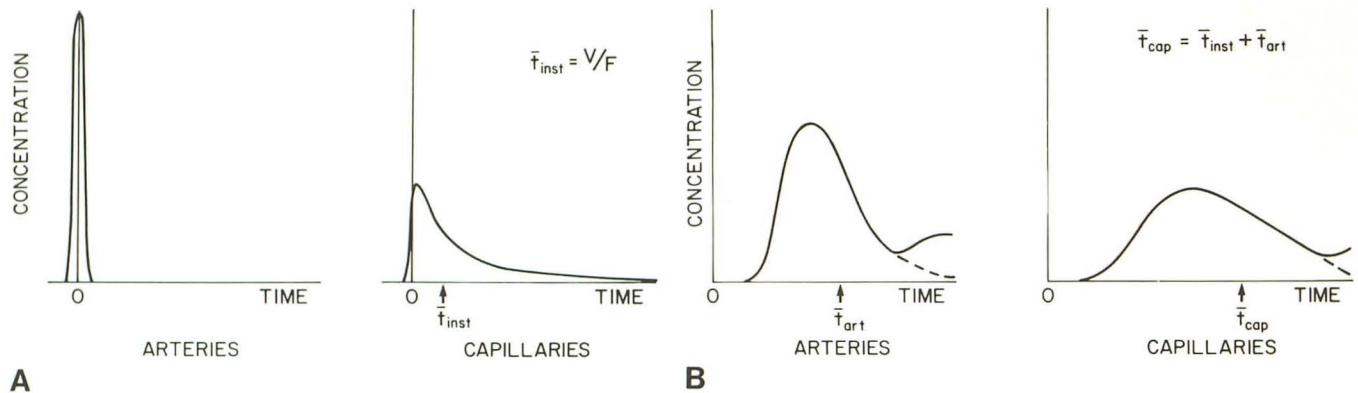 CONCENTRATION
0
TIME
ARTERIES
t̄inst = V/F
0
TIME
t̄inst
CAPILLARIES
A
CONCENTRATION
0
TIME
t̄art
ARTERIES
t̄cap = t̄inst + t̄art
0
TIME
t̄cap
CAPILLARIES
B